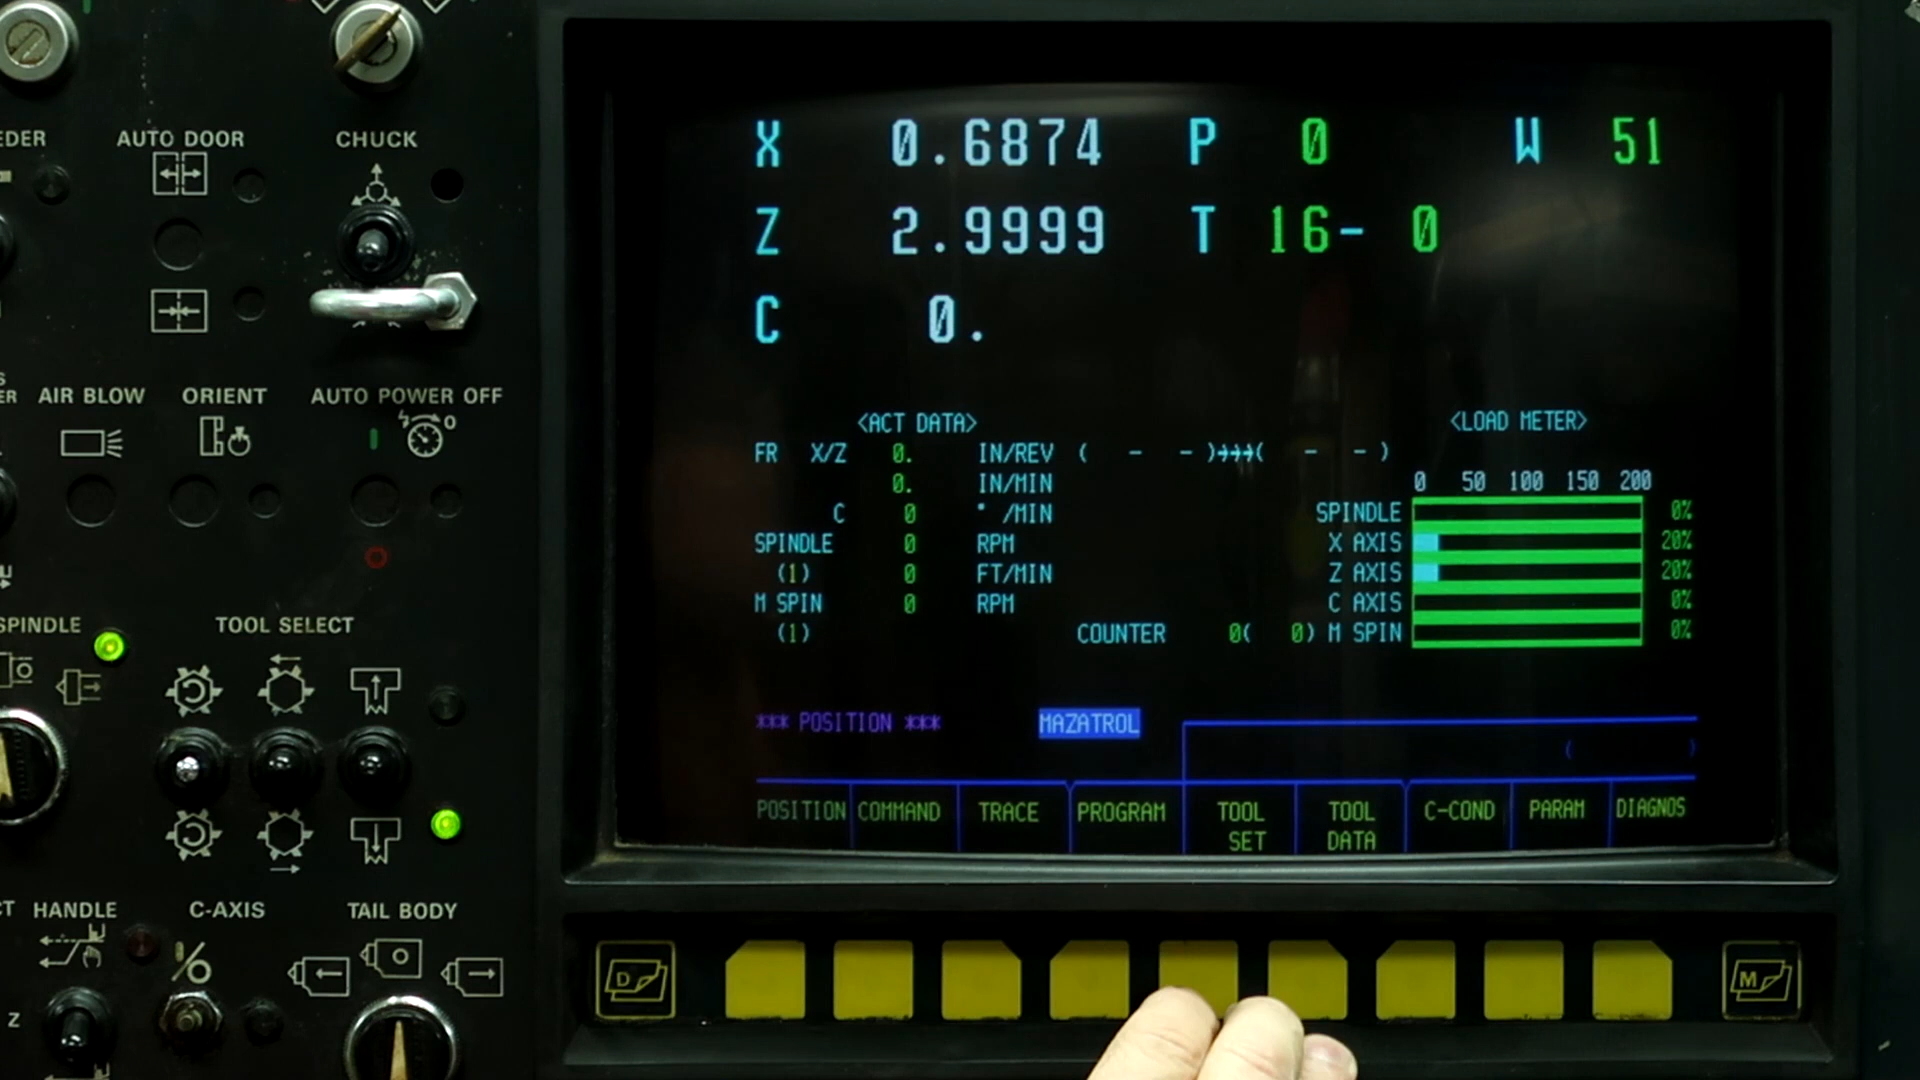 EDER
AUTO DOOR
CHUCK
AIR BLOW
ORIENT
AUTO POWER OFF
SPINDLE
TOOL SELECT
HANDLE
C-AXIS
TAIL BODY
Z
X 0.6874 P 0 W 51
Z 2.9999 T 16- 0
C 0.
<ACT DATA> <LOAD METER>
FR X/Z 0. IN/REV ( - - )→→→( - - )
0. IN/MIN 0 50 100 150 200
C 0 ° /MIN SPINDLE 0%
SPINDLE 0 RPM X AXIS 20%
(1) 0 FT/MIN Z AXIS 20%
M SPIN 0 RPM C AXIS 0%
(1) COUNTER 0( 0) M SPIN 0%
*** POSITION *** MAZATROL
( )
POSITION COMMAND TRACE PROGRAM TOOL SET TOOL DATA C-COND PARAM DIAGNOS
D M